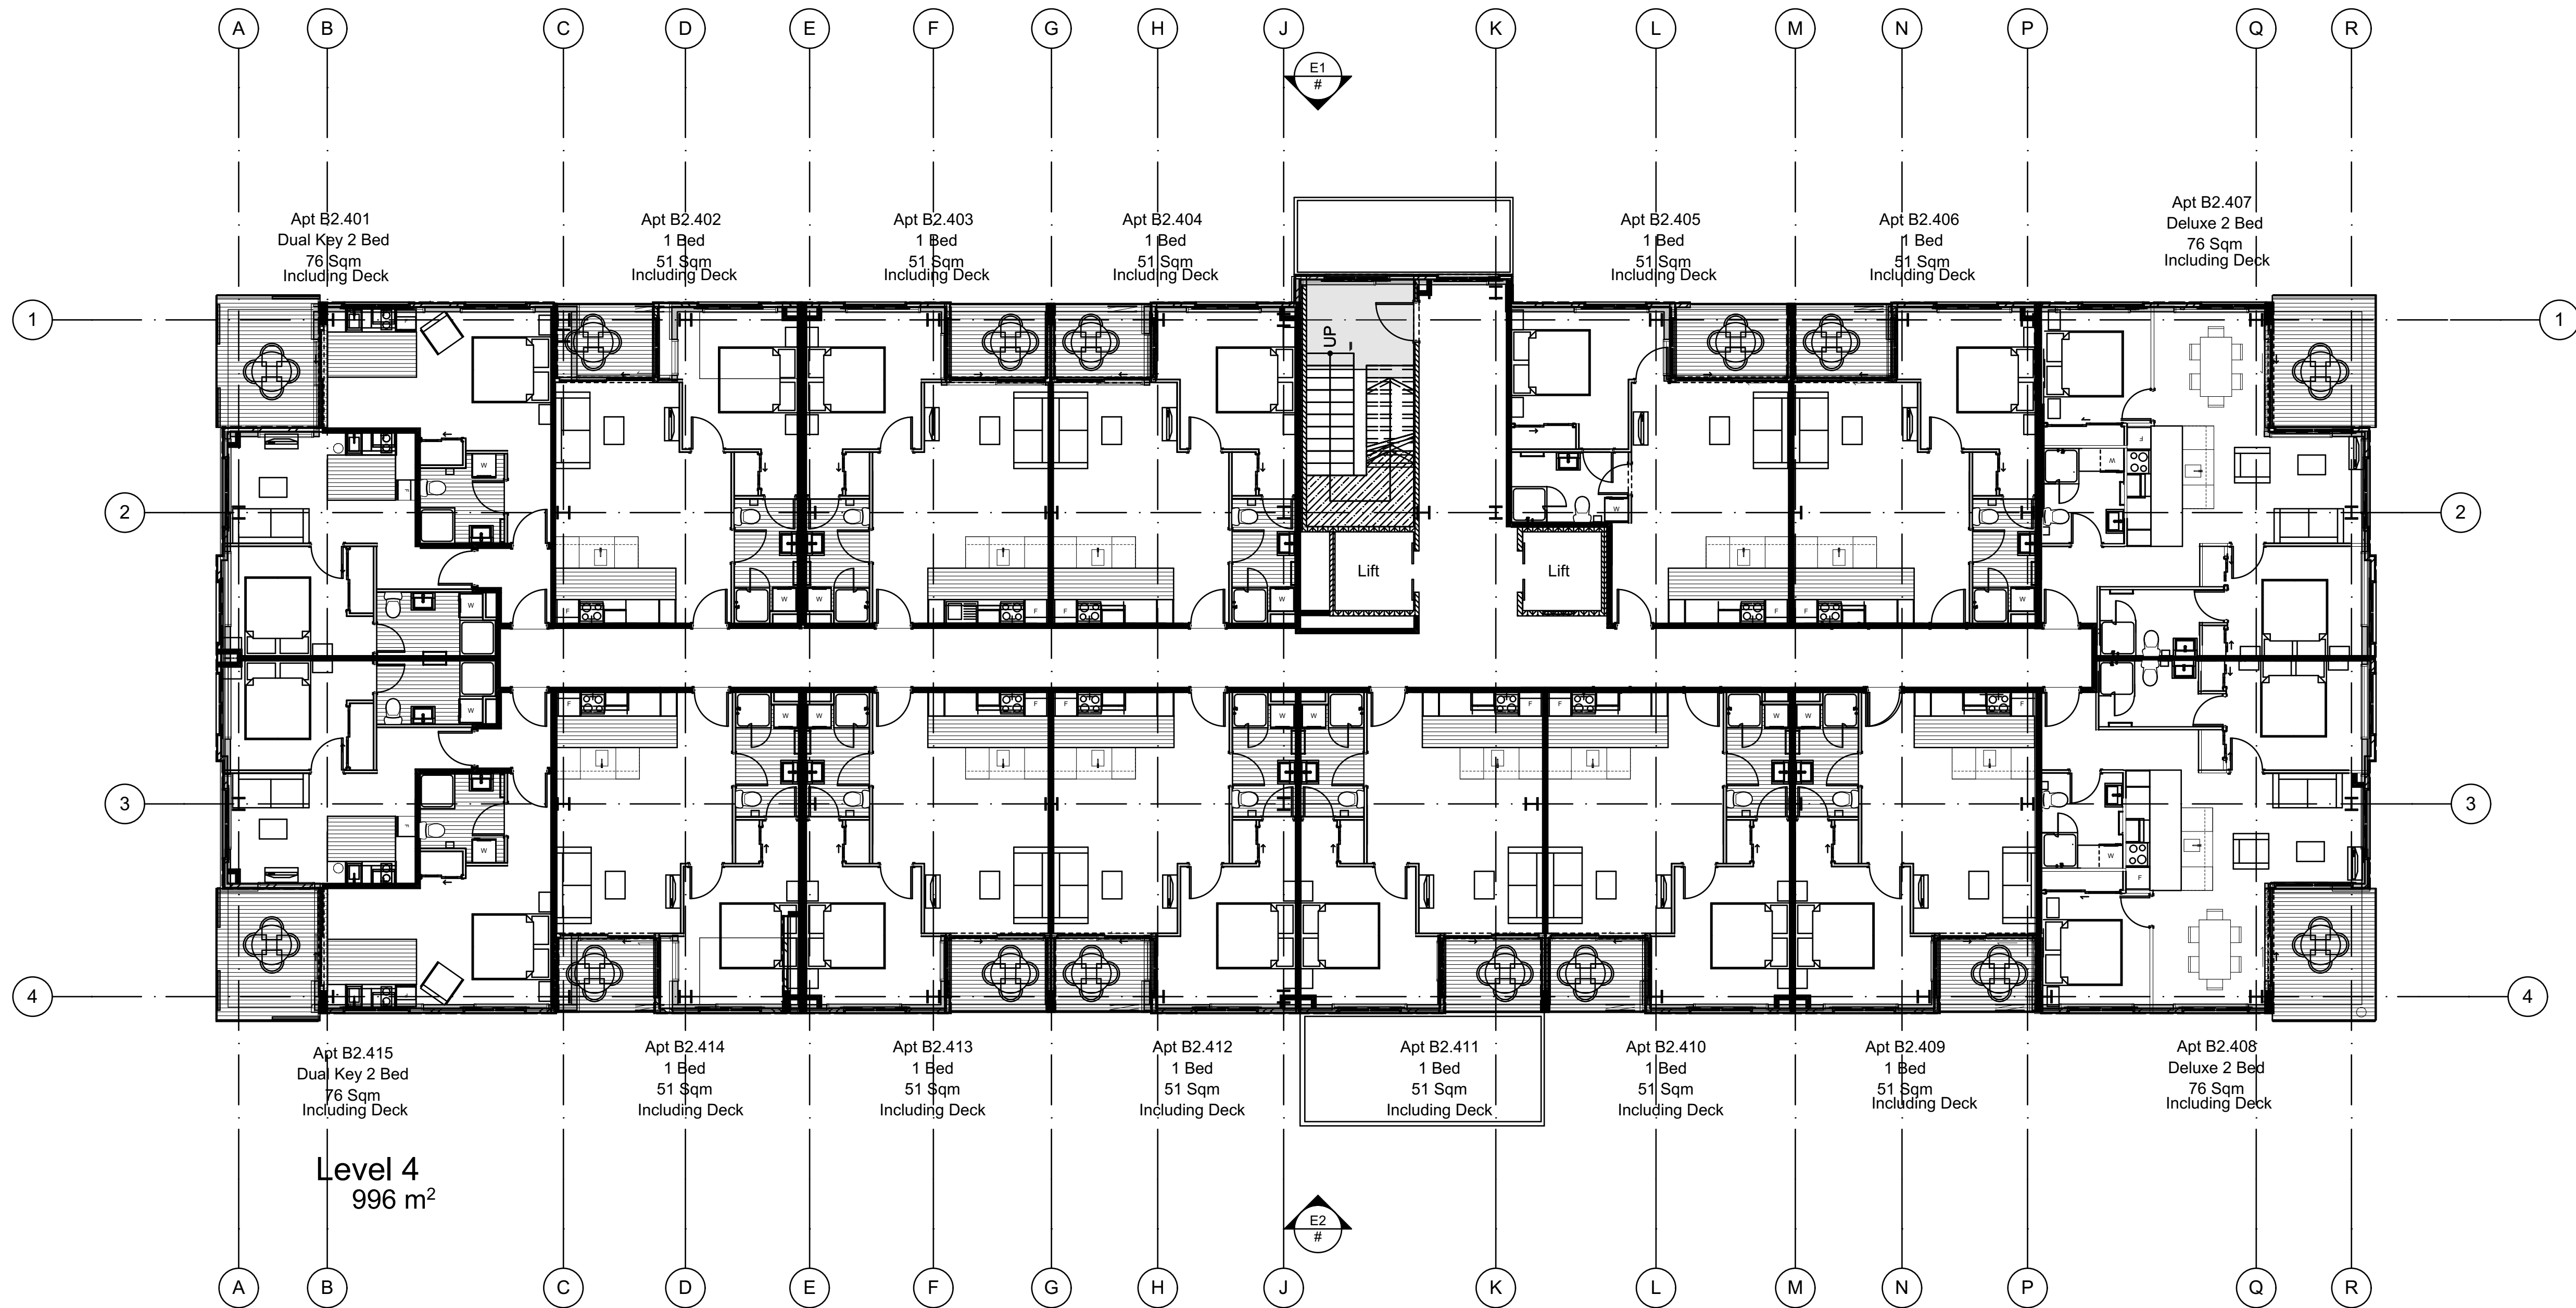 A B C D E F G H J K L M N P Q R
E1
#
Apt B2.401
Dual Key 2 Bed
76 Sqm
Including Deck
Apt B2.402
1 Bed
51 Sqm
Including Deck
Apt B2.403
1 Bed
51 Sqm
Including Deck
Apt B2.404
1 Bed
51 Sqm
Including Deck
Apt B2.405
1 Bed
51 Sqm
Including Deck
Apt B2.406
1 Bed
51 Sqm
Including Deck
Apt B2.407
Deluxe 2 Bed
76 Sqm
Including Deck
1 1
UP
W
F
W
F
2 2
W
Lift Lift
W
W W
W
W
F F F
F F
W
W W W W W W
F F F F F F
W
F
3 3
W
W
F
4 4
Apt B2.415
Dual Key 2 Bed
76 Sqm
Including Deck
Apt B2.414
1 Bed
51 Sqm
Including Deck
Apt B2.413
1 Bed
51 Sqm
Including Deck
Apt B2.412
1 Bed
51 Sqm
Including Deck
Apt B2.411
1 Bed
51 Sqm
Including Deck
Apt B2.410
1 Bed
51 Sqm
Including Deck
Apt B2.409
1 Bed
51 Sqm
Including Deck
Apt B2.408
Deluxe 2 Bed
76 Sqm
Including Deck
Level 4
996 m²
E2
#
A B C D E F G H J K L M N P Q R